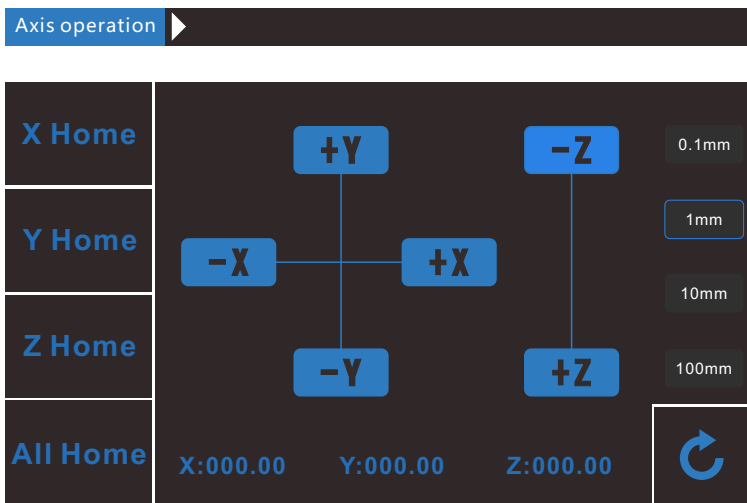 Axis operation
X Home
Y Home
Z Home
All Home
+Y
-X
+X
-Y
-Z
+Z
0.1mm
1mm
10mm
100mm
X:000.00 Y:000.00 Z:000.00